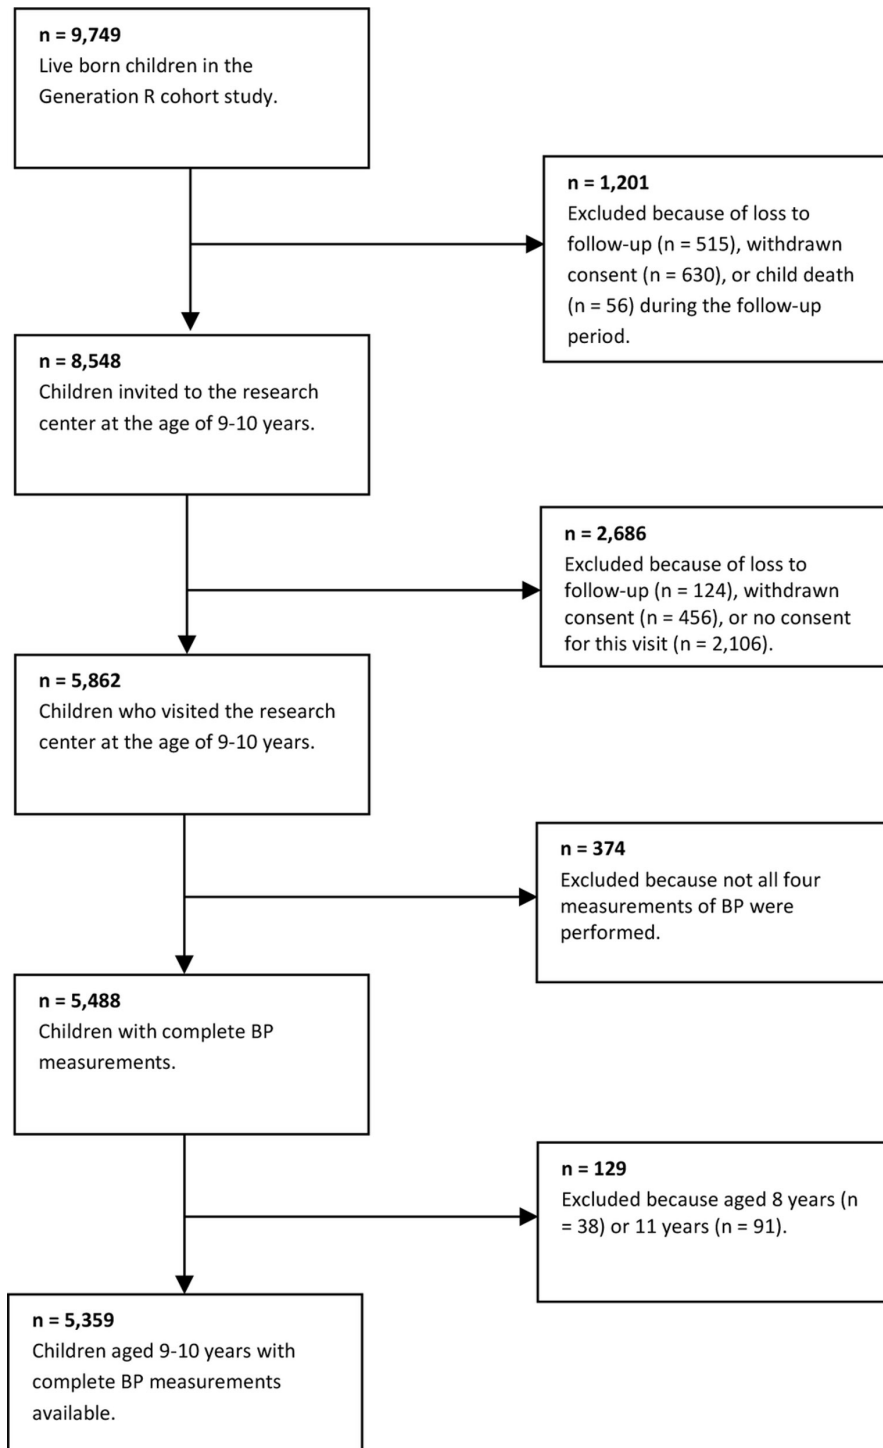 n = 9,749
Live born children in the
Generation R cohort study.
n = 1,201
Excluded because of loss to
follow-up (n = 515), withdrawn
consent (n = 630), or child death
(n = 56) during the follow-up
period.
n = 8,548
Children invited to the research
center at the age of 9-10 years.
n = 2,686
Excluded because of loss to
follow-up (n = 124), withdrawn
consent (n = 456), or no consent
for this visit (n = 2,106).
n = 5,862
Children who visited the research
center at the age of 9-10 years.
n = 374
Excluded because not all four
measurements of BP were
performed.
n = 5,488
Children with complete BP
measurements.
n = 129
Excluded because aged 8 years (n
= 38) or 11 years (n = 91).
n = 5,359
Children aged 9-10 years with
complete BP measurements
available.